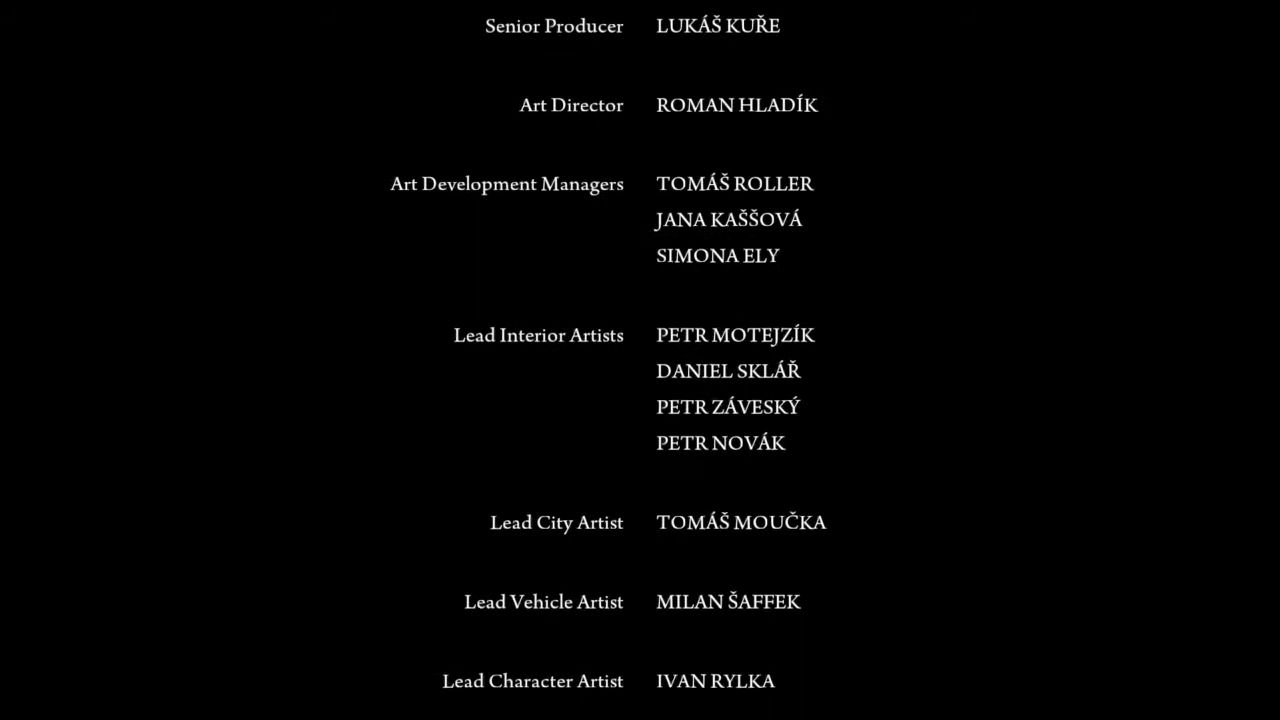 Senior Producer LUKÁŠ KUŘE
Art Director ROMAN HLADÍK
Art Development Managers TOMÁŠ ROLLER
JANA KAŠŠOVÁ
SIMONA ELY
Lead Interior Artists PETR MOTEJZÍK
DANIEL SKLÁŘ
PETR ZÁVESKÝ
PETR NOVÁK
Lead City Artist TOMÁŠ MOUČKA
Lead Vehicle Artist MILAN ŠAFFEK
Lead Character Artist IVAN RYLKA